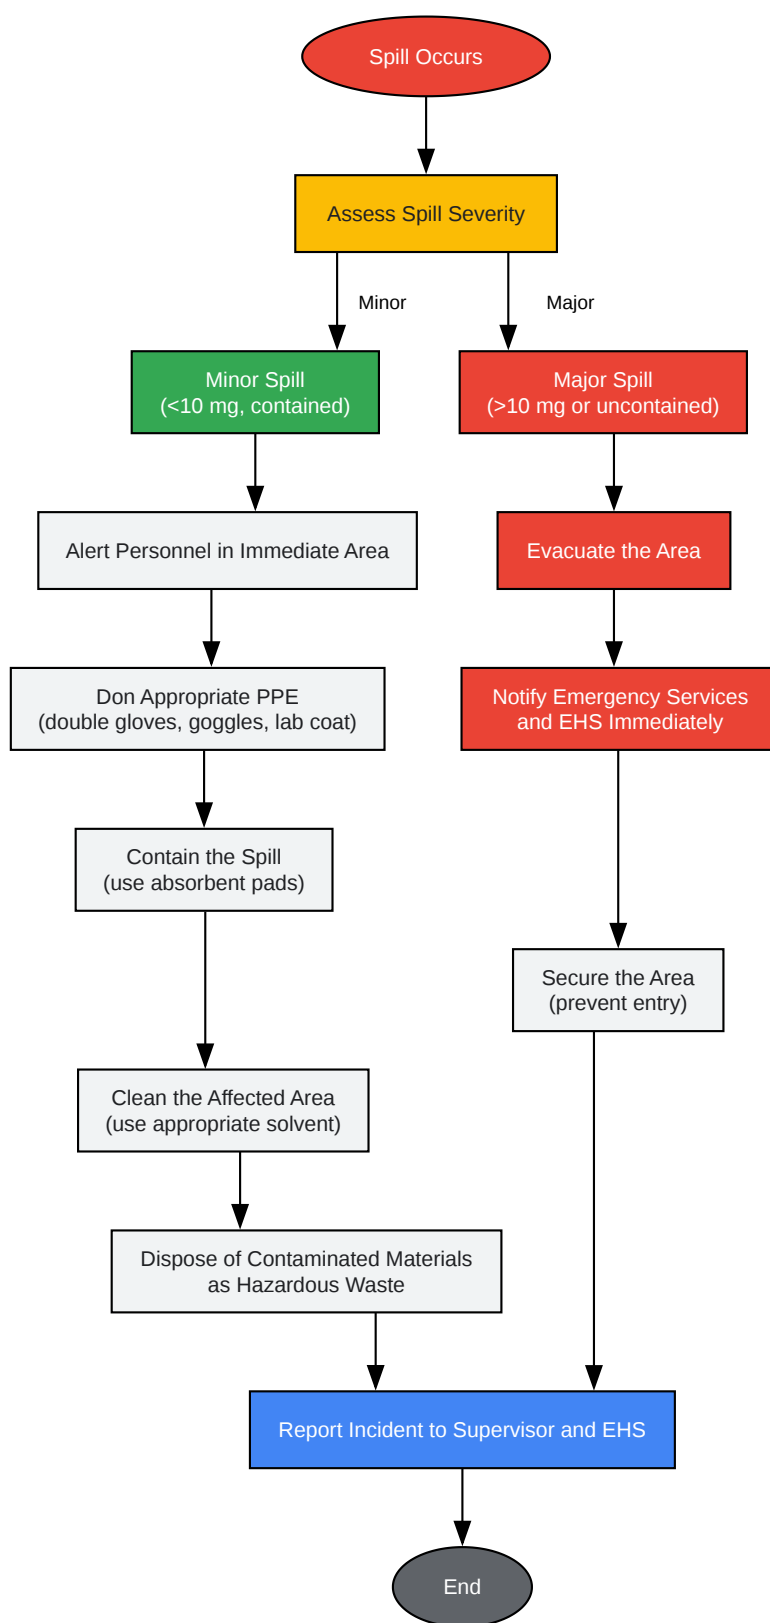 Spill Occurs
Assess Spill Severity
Minor
Major
Minor Spill
(<10 mg, contained)
Major Spill
(>10 mg or uncontained)
Alert Personnel in Immediate Area
Evacuate the Area
Don Appropriate PPE
(double gloves, goggles, lab coat)
Notify Emergency Services
and EHS Immediately
Contain the Spill
(use absorbent pads)
Secure the Area
(prevent entry)
Clean the Affected Area
(use appropriate solvent)
Dispose of Contaminated Materials
as Hazardous Waste
Report Incident to Supervisor and EHS
End